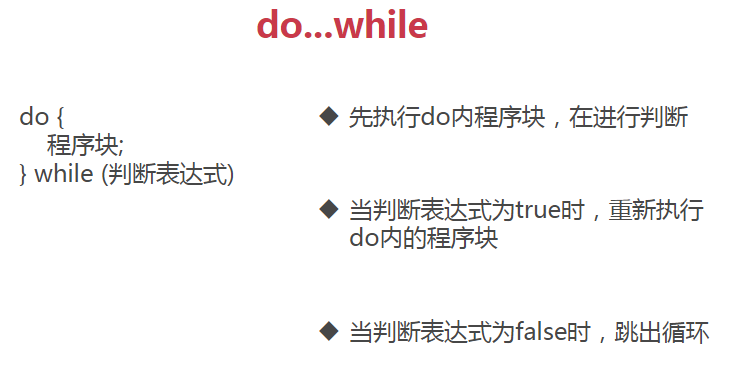 do...while
do {
程序块;
} while (判断表达式)
◆ 先执行do内程序块，在进行判断
◆ 当判断表达式为true时，重新执行
do内的程序块
◆ 当判断表达式为false时，跳出循环